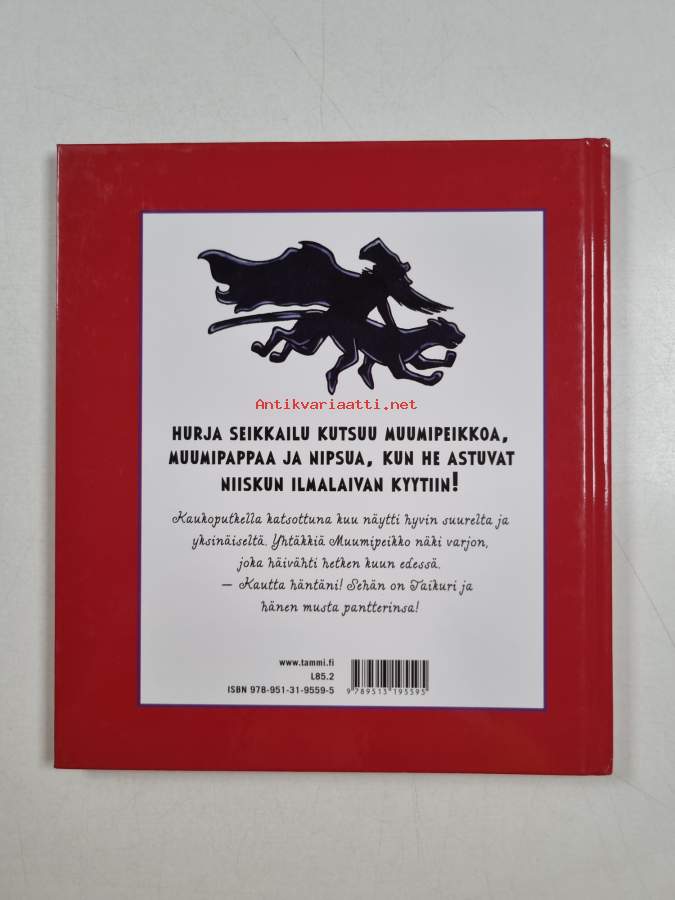 Antikvariaatti.net
HURJA SEIKKAILU KUTSUU MUUMIPEIKKOA,
MUUMIPAPPAA JA NIPSUA, KUN HE ASTUVAT
NIISKUN ILMALAIVAN KYYTIIN!
Kaukoputkella katsottuna kuu näytti hyvin suurelta ja
yksinäiseltä. Yhtäkkiä Muumipeikko näki varjon,
joka häivähti hetken kuun edessä.
— Kautta häntäni! Sehän on Taikuri ja
hänen musta pantterinsa!
www.tammi.fi
L85.2
ISBN 978-951-31-9559-5
9 789513 195595